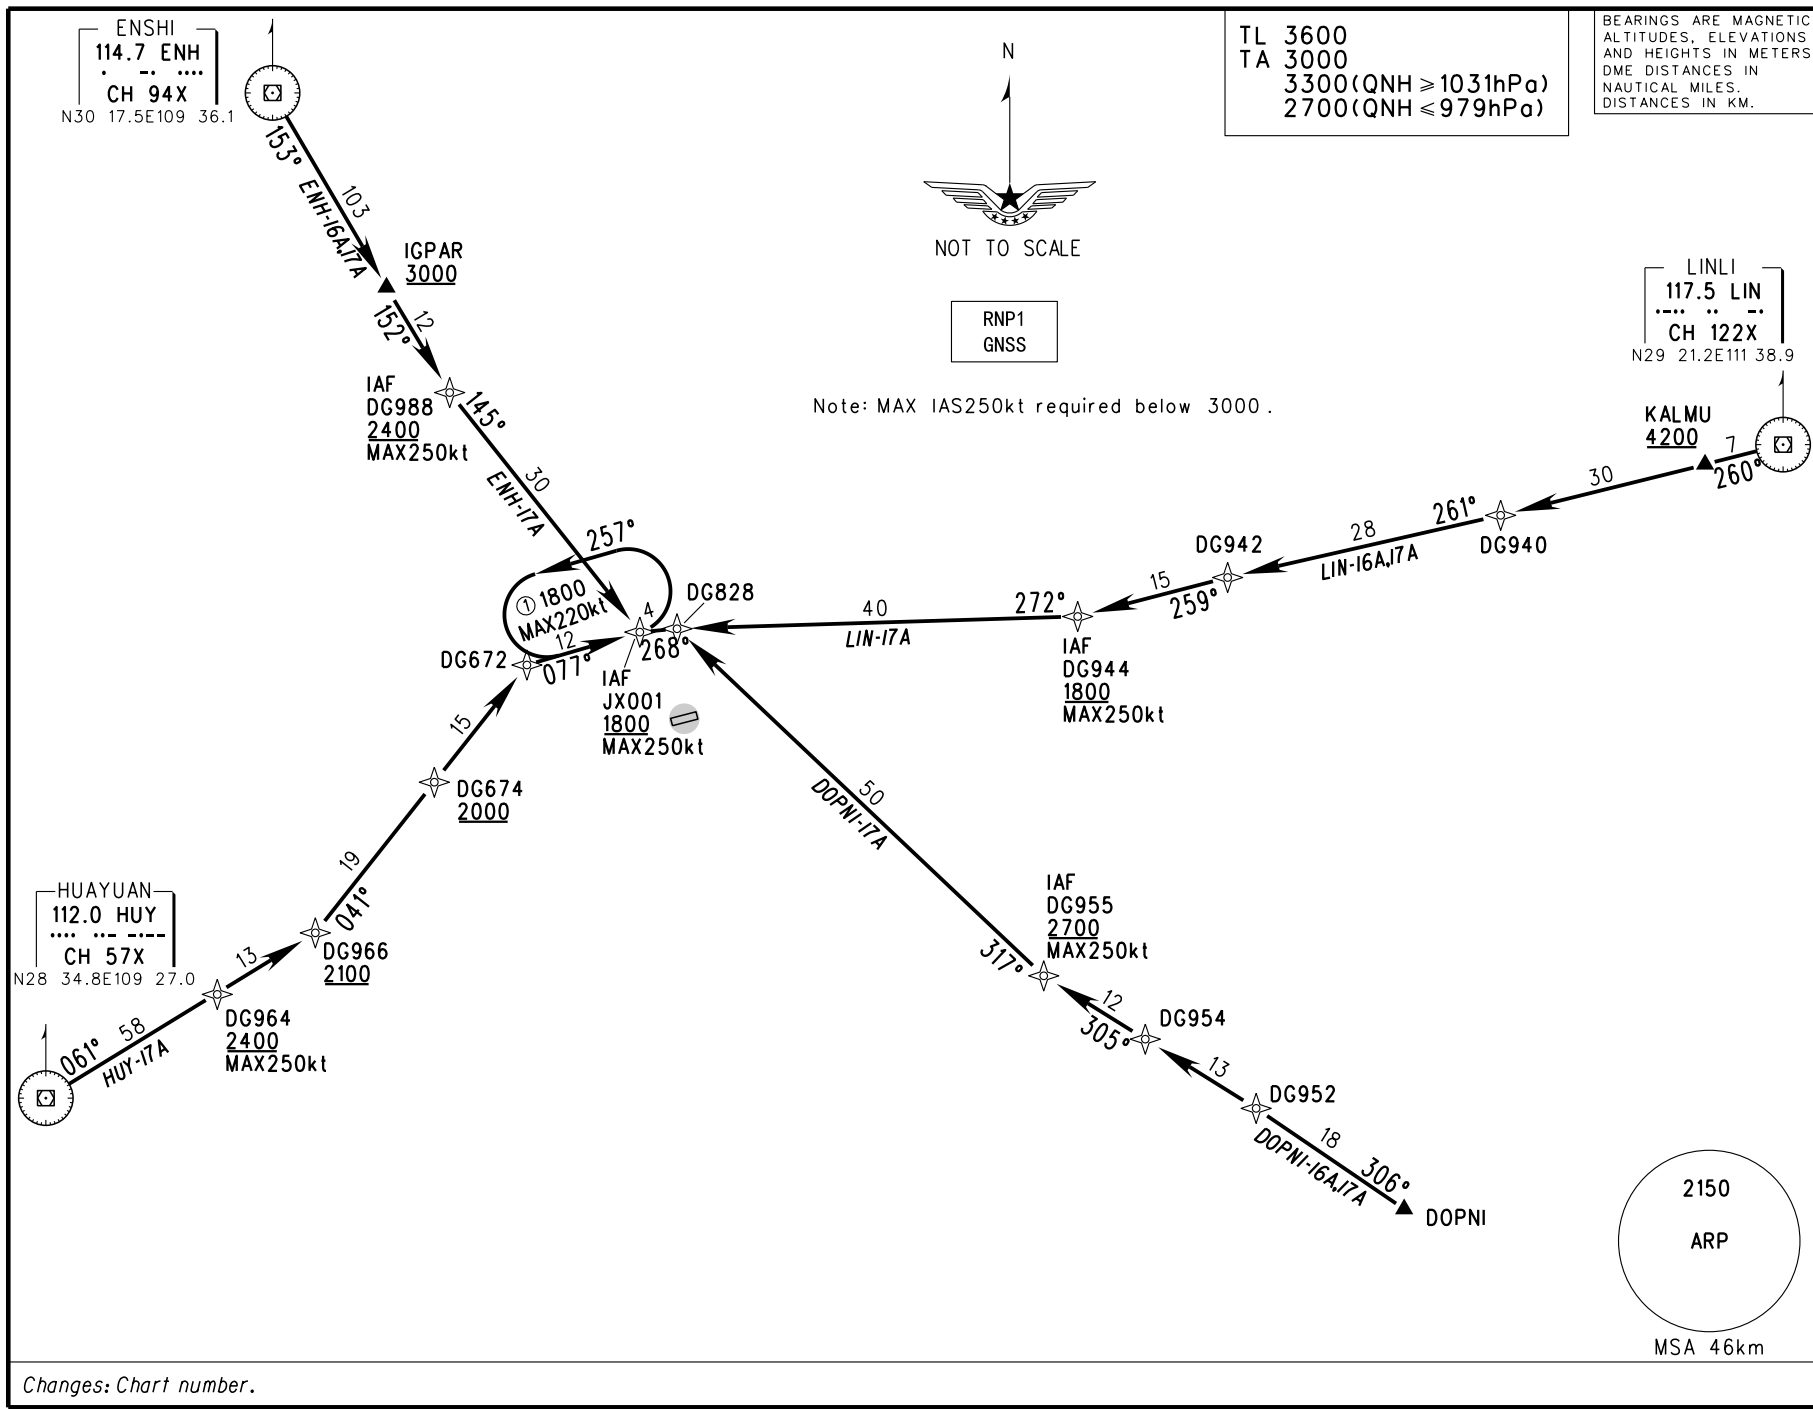 ENSHI
114.7 ENH
CH 94X
N30 17.5E109 36.1
TL 3600
TA 3000
3300(QNH ≥ 1031hPa)
2700(QNH ≤ 979hPa)
BEARINGS ARE MAGNETIC
ALTITUDES, ELEVATIONS
AND HEIGHTS IN METERS
DME DISTANCES IN
NAUTICAL MILES.
DISTANCES IN KM.
N
NOT TO SCALE
RNP1
GNSS
Note: MAX IAS250kt required below 3000 .
153°
ENH-16A,17A
103
IGPAR
3000
152°
12
IAF
DG988
2400
MAX250kt
145°
30
ENH-17A
LINLI
117.5 LIN
CH 122X
N29 21.2E111 38.9
KALMU
4200
7
260°
30
DG940
261°
28
LIN-16A,17A
DG942
15
259°
272°
IAF
DG944
1800
MAX250kt
40
LIN-17A
DG828
257°
① 1800
MAX220kt
4
268°
12
077°
DG672
IAF
JX001
1800
MAX250kt
15
DG674
2000
19
041°
DG966
2100
13
DG964
2400
MAX250kt
HUAYUAN
112.0 HUY
CH 57X
N28 34.8E109 27.0
061°
58
HUY-17A
50
DOPNI-17A
IAF
DG955
2700
MAX250kt
317°
12
305°
DG954
13
DG952
18
306°
DOPNI-16A,17A
DOPNI
2150
ARP
MSA 46km
Changes: Chart number.